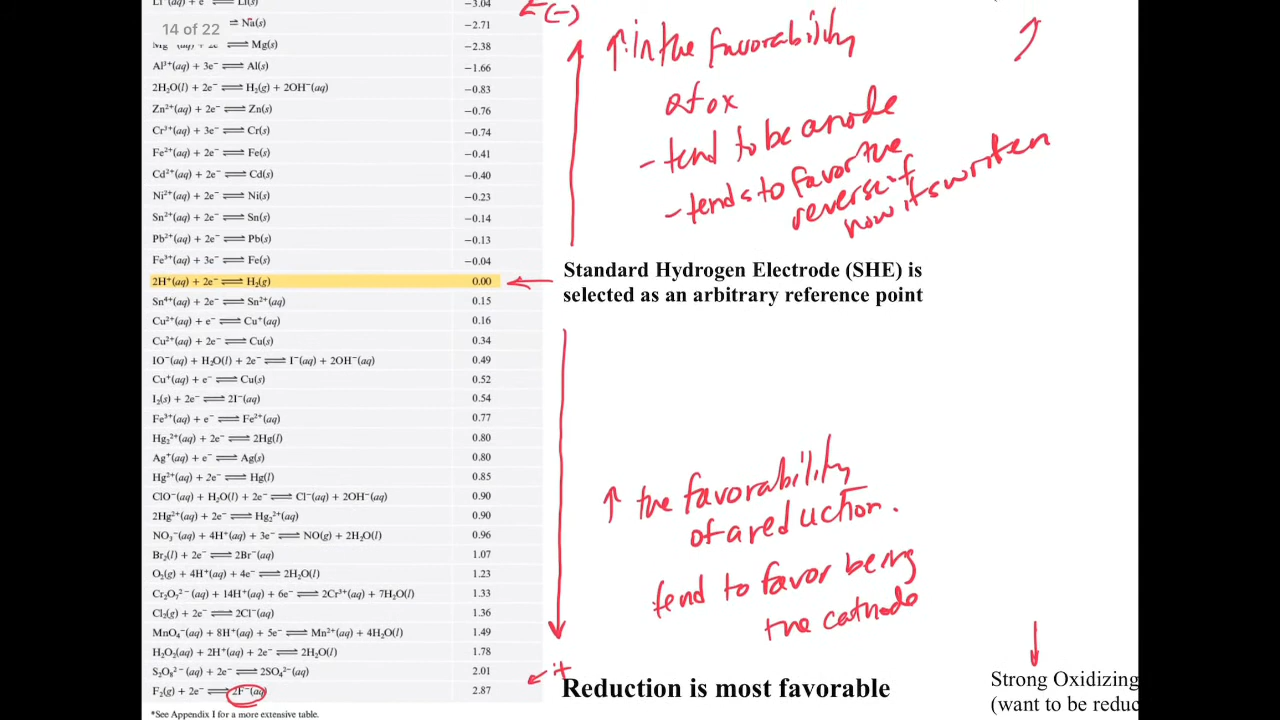 Li⁺(aq) + e⁻ ⇌ Li(s) −3.04
14 of 22
⇌ Na(s) −2.71
Mg (aq) + 2e ⇌ Mg(s) −2.38
Al³⁺(aq) + 3e⁻ ⇌ Al(s) −1.66
2H₂O(l) + 2e⁻ ⇌ H₂(g) + 2OH⁻(aq) −0.83
Zn²⁺(aq) + 2e⁻ ⇌ Zn(s) −0.76
Cr³⁺(aq) + 3e⁻ ⇌ Cr(s) −0.74
Fe²⁺(aq) + 2e⁻ ⇌ Fe(s) −0.41
Cd²⁺(aq) + 2e⁻ ⇌ Cd(s) −0.40
Ni²⁺(aq) + 2e⁻ ⇌ Ni(s) −0.23
Sn²⁺(aq) + 2e⁻ ⇌ Sn(s) −0.14
Pb²⁺(aq) + 2e⁻ ⇌ Pb(s) −0.13
Fe³⁺(aq) + 3e⁻ ⇌ Fe(s) −0.04
2H⁺(aq) + 2e⁻ ⇌ H₂(g) 0.00
Sn⁴⁺(aq) + 2e⁻ ⇌ Sn²⁺(aq) 0.15
Cu²⁺(aq) + e⁻ ⇌ Cu⁺(aq) 0.16
Cu²⁺(aq) + 2e⁻ ⇌ Cu(s) 0.34
IO⁻(aq) + H₂O(l) + 2e⁻ ⇌ I⁻(aq) + 2OH⁻(aq) 0.49
Cu⁺(aq) + e⁻ ⇌ Cu(s) 0.52
I₂(s) + 2e⁻ ⇌ 2I⁻(aq) 0.54
Fe³⁺(aq) + e⁻ ⇌ Fe²⁺(aq) 0.77
Hg₂²⁺(aq) + 2e⁻ ⇌ 2Hg(l) 0.80
Ag⁺(aq) + e⁻ ⇌ Ag(s) 0.80
Hg²⁺(aq) + 2e⁻ ⇌ Hg(l) 0.85
ClO⁻(aq) + H₂O(l) + 2e⁻ ⇌ Cl⁻(aq) + 2OH⁻(aq) 0.90
2Hg²⁺(aq) + 2e⁻ ⇌ Hg₂²⁺(aq) 0.90
NO₃⁻(aq) + 4H⁺(aq) + 3e⁻ ⇌ NO(g) + 2H₂O(l) 0.96
Br₂(l) + 2e⁻ ⇌ 2Br⁻(aq) 1.07
O₂(g) + 4H⁺(aq) + 4e⁻ ⇌ 2H₂O(l) 1.23
Cr₂O₇²⁻(aq) + 14H⁺(aq) + 6e⁻ ⇌ 2Cr³⁺(aq) + 7H₂O(l) 1.33
Cl₂(g) + 2e⁻ ⇌ 2Cl⁻(aq) 1.36
MnO₄⁻(aq) + 8H⁺(aq) + 5e⁻ ⇌ Mn²⁺(aq) + 4H₂O(l) 1.49
H₂O₂(aq) + 2H⁺(aq) + 2e⁻ ⇌ 2H₂O(l) 1.78
S₂O₈²⁻(aq) + 2e⁻ ⇌ 2SO₄²⁻(aq) 2.01
F₂(g) + 2e⁻ ⇌ 2F⁻(aq) 2.87
*See Appendix I for a more extensive table.
← (−)
↑ in the favorability
of ox
- tend to be anode
- tends to favor the
reverse of
how it's written
Standard Hydrogen Electrode (SHE) is
selected as an arbitrary reference point
↑ the favorability
of a reduction.
tend to favor being
the cathode
← +
Reduction is most favorable
Strong Oxidizing
(want to be reduc